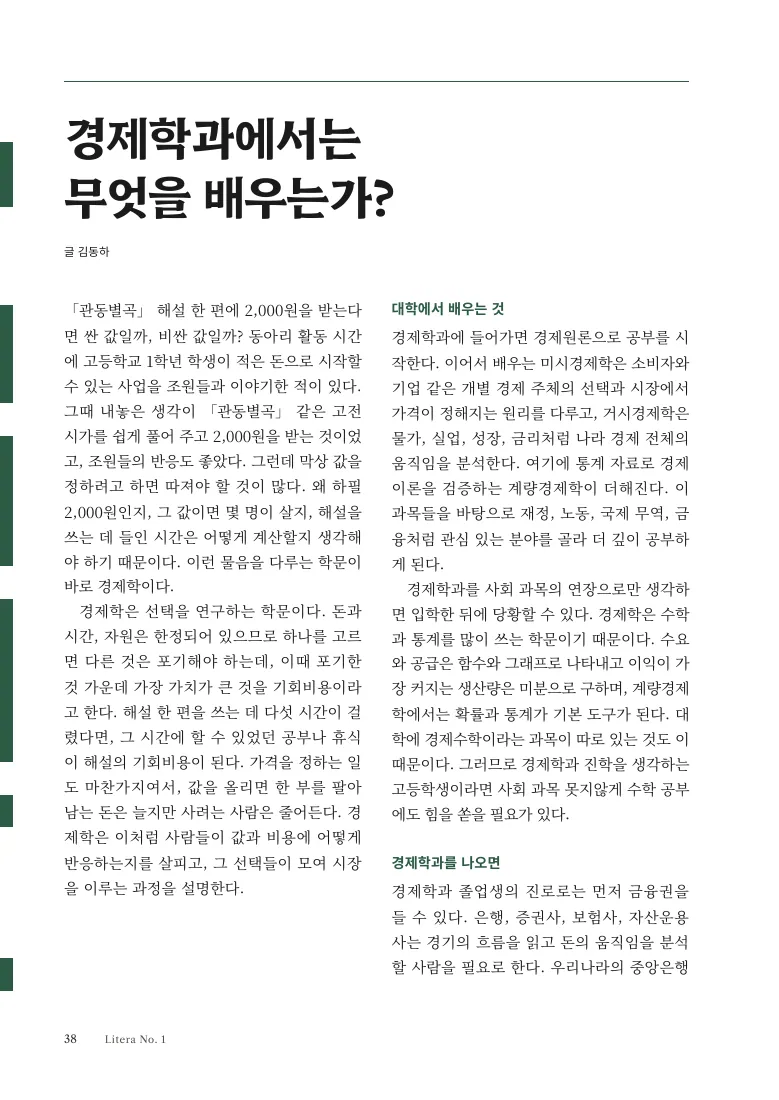 경제학과에서는
무엇을 배우는가?
글 김동하
「관동별곡」 해설 한 편에 2,000원을 받는다
면 싼 값일까, 비싼 값일까? 동아리 활동 시간
에 고등학교 1학년 학생이 적은 돈으로 시작할
수 있는 사업을 조원들과 이야기한 적이 있다.
그때 내놓은 생각이 「관동별곡」 같은 고전
시가를 쉽게 풀어 주고 2,000원을 받는 것이었
고, 조원들의 반응도 좋았다. 그런데 막상 값을
정하려고 하면 따져야 할 것이 많다. 왜 하필
2,000원인지, 그 값이면 몇 명이 살지, 해설을
쓰는 데 들인 시간은 어떻게 계산할지 생각해
야 하기 때문이다. 이런 물음을 다루는 학문이
바로 경제학이다.
경제학은 선택을 연구하는 학문이다. 돈과
시간, 자원은 한정되어 있으므로 하나를 고르
면 다른 것은 포기해야 하는데, 이때 포기한
것 가운데 가장 가치가 큰 것을 기회비용이라
고 한다. 해설 한 편을 쓰는 데 다섯 시간이 걸
렸다면, 그 시간에 할 수 있었던 공부나 휴식
이 해설의 기회비용이 된다. 가격을 정하는 일
도 마찬가지여서, 값을 올리면 한 부를 팔아
남는 돈은 늘지만 사려는 사람은 줄어든다. 경
제학은 이처럼 사람들이 값과 비용에 어떻게
반응하는지를 살피고, 그 선택들이 모여 시장
을 이루는 과정을 설명한다.
대학에서 배우는 것
경제학과에 들어가면 경제원론으로 공부를 시
작한다. 이어서 배우는 미시경제학은 소비자와
기업 같은 개별 경제 주체의 선택과 시장에서
가격이 정해지는 원리를 다루고, 거시경제학은
물가, 실업, 성장, 금리처럼 나라 경제 전체의
움직임을 분석한다. 여기에 통계 자료로 경제
이론을 검증하는 계량경제학이 더해진다. 이
과목들을 바탕으로 재정, 노동, 국제 무역, 금
융처럼 관심 있는 분야를 골라 더 깊이 공부하
게 된다.
경제학과를 사회 과목의 연장으로만 생각하
면 입학한 뒤에 당황할 수 있다. 경제학은 수학
과 통계를 많이 쓰는 학문이기 때문이다. 수요
와 공급은 함수와 그래프로 나타내고 이익이 가
장 커지는 생산량은 미분으로 구하며, 계량경제
학에서는 확률과 통계가 기본 도구가 된다. 대
학에 경제수학이라는 과목이 따로 있는 것도 이
때문이다. 그러므로 경제학과 진학을 생각하는
고등학생이라면 사회 과목 못지않게 수학 공부
에도 힘을 쏟을 필요가 있다.
경제학과를 나오면
경제학과 졸업생의 진로로는 먼저 금융권을
들 수 있다. 은행, 증권사, 보험사, 자산운용
사는 경기의 흐름을 읽고 돈의 움직임을 분석
할 사람을 필요로 한다. 우리나라의 중앙은행
38 Litera No. 1